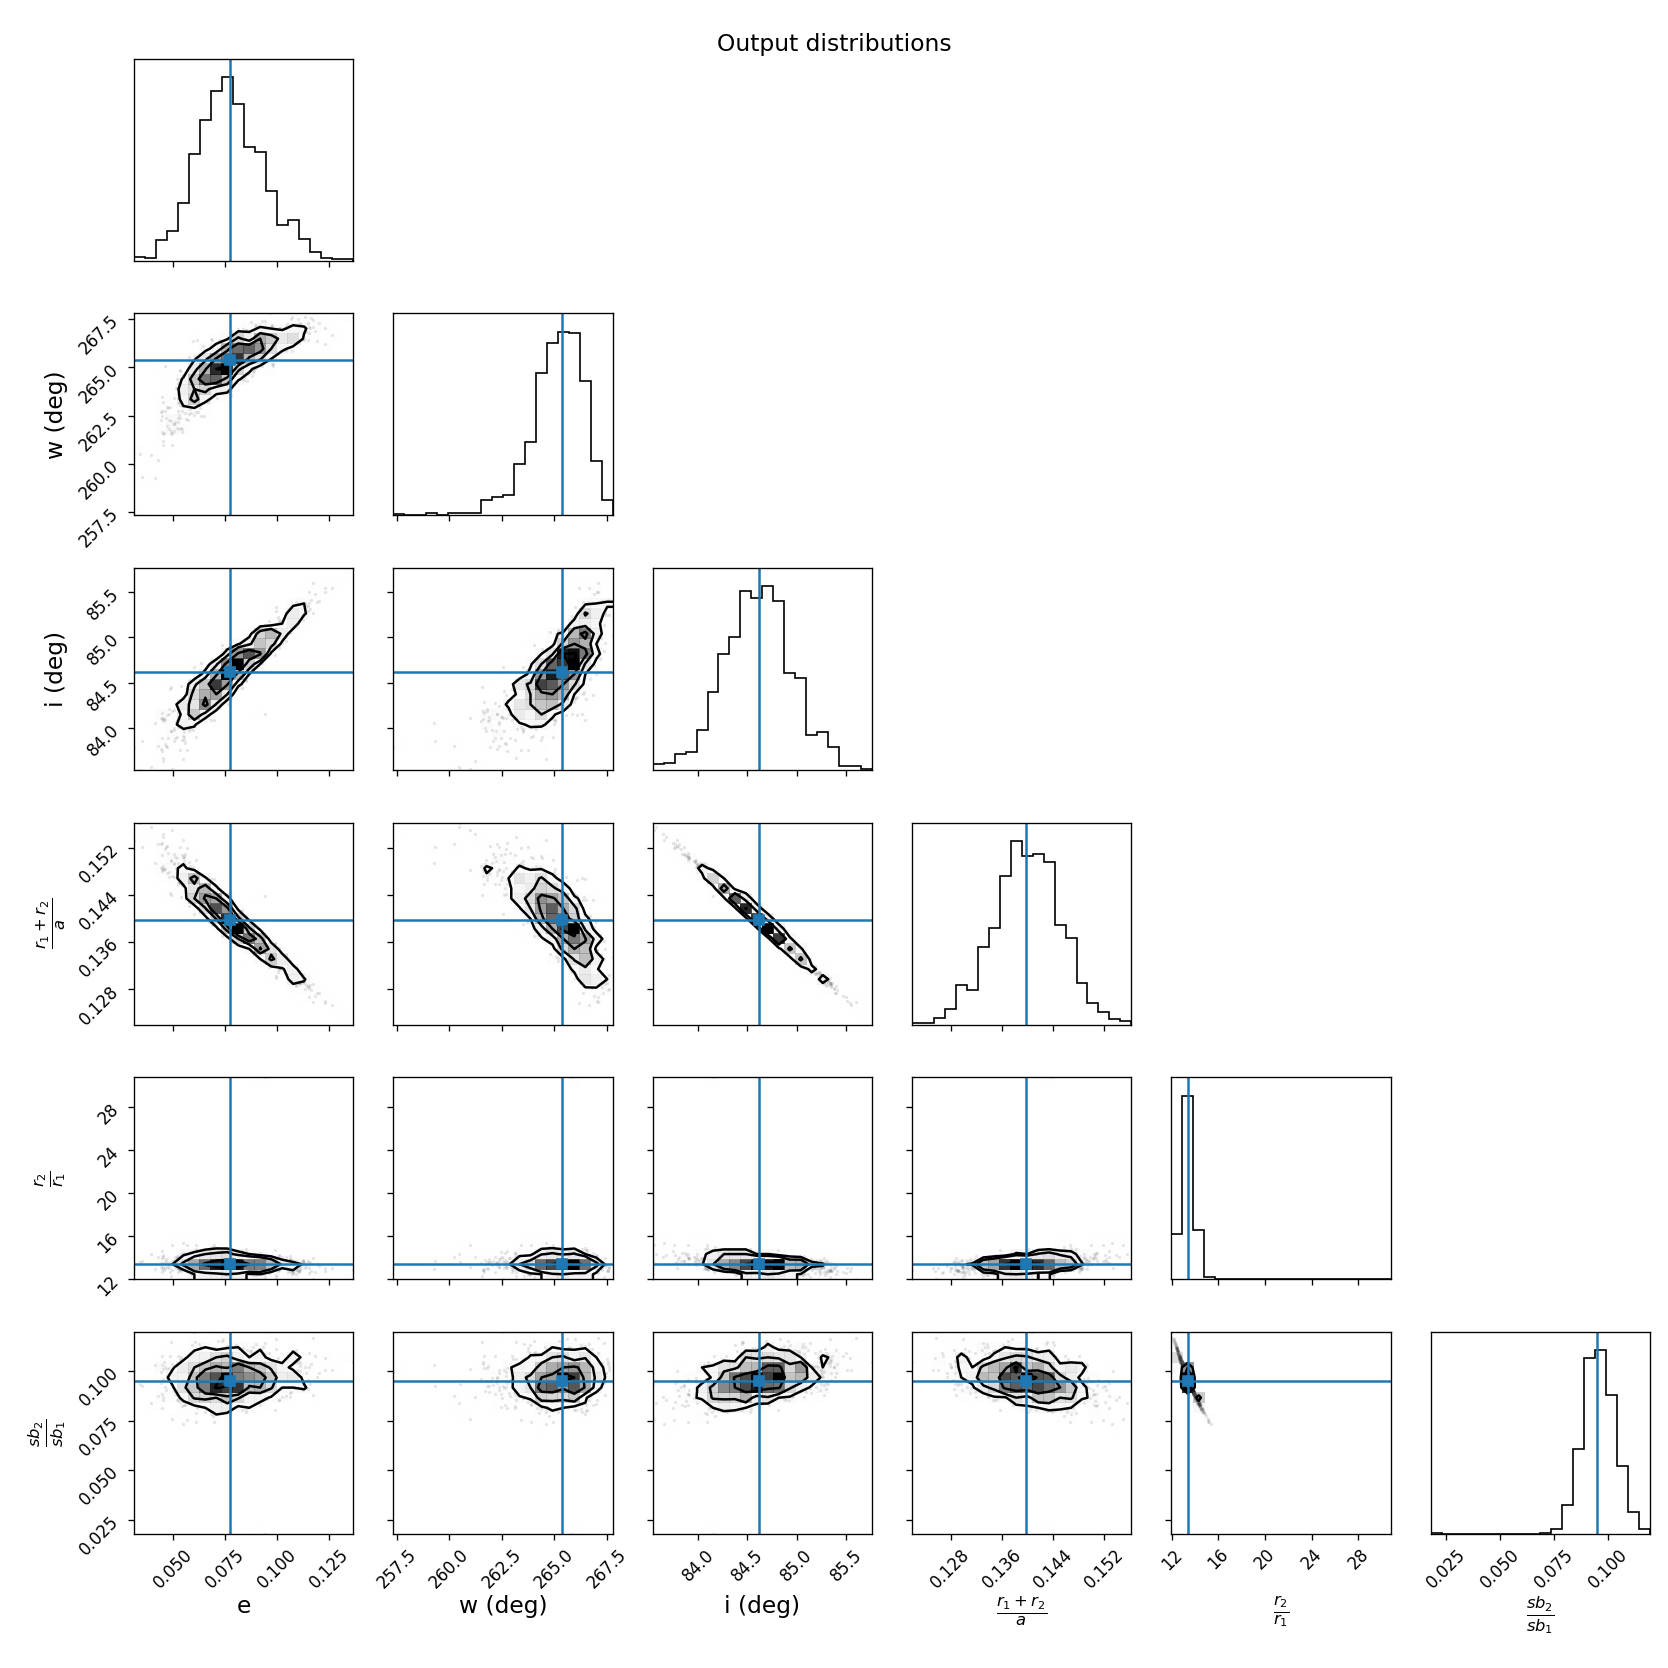 Output distributions
w (deg)
267.5
265.0
262.5
260.0
257.5
i (deg)
85.5
85.0
84.5
84.0
r₁ + r₂
a
0.152
0.144
0.136
0.128
r₂
r₁
28
24
20
16
12
sb₂
sb₁
0.100
0.075
0.050
0.025
0.050 0.075 0.100 0.125
257.5 260.0 262.5 265.0 267.5
84.0 84.5 85.0 85.5
0.128 0.136 0.144 0.152
12 16 20 24 28
0.025 0.050 0.075 0.100
e
w (deg)
i (deg)
r₁ + r₂
a
r₂
r₁
sb₂
sb₁